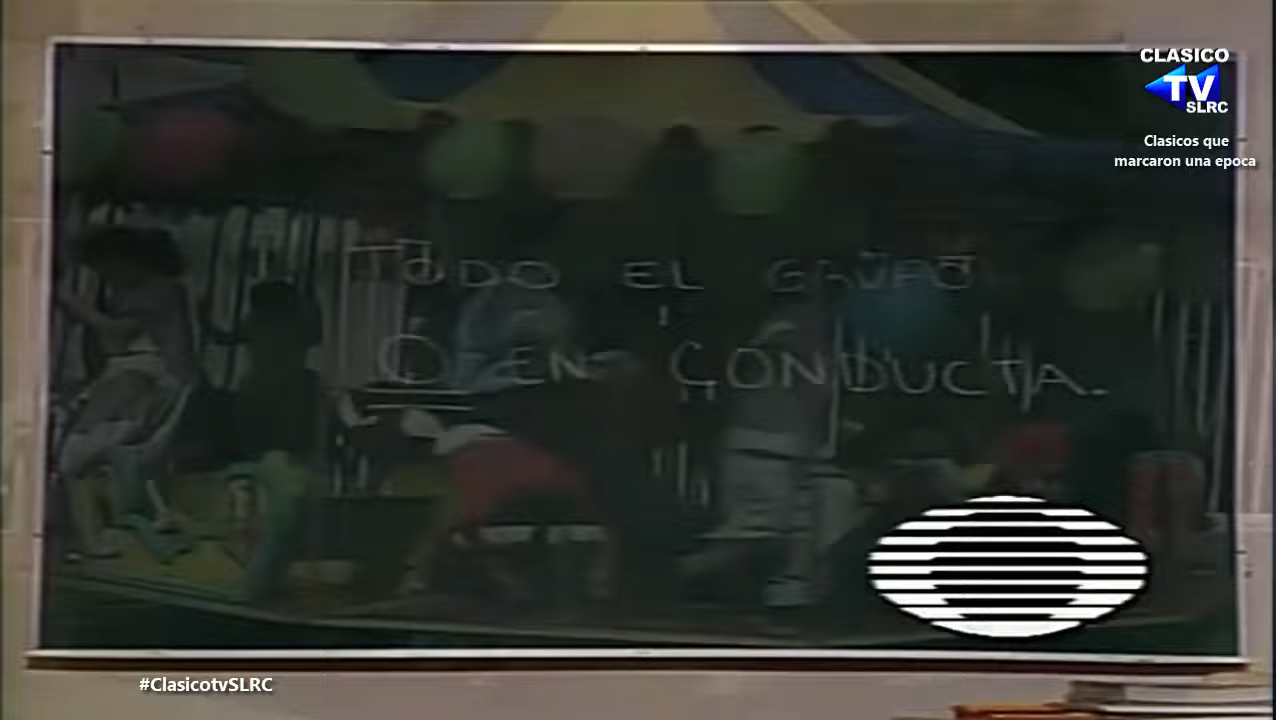 CLASICO
TV
SLRC
Clasicos que
marcaron una epoca
TODO EL GRUPO
0 EN CONDUCTA.
#ClasicotvSLRC